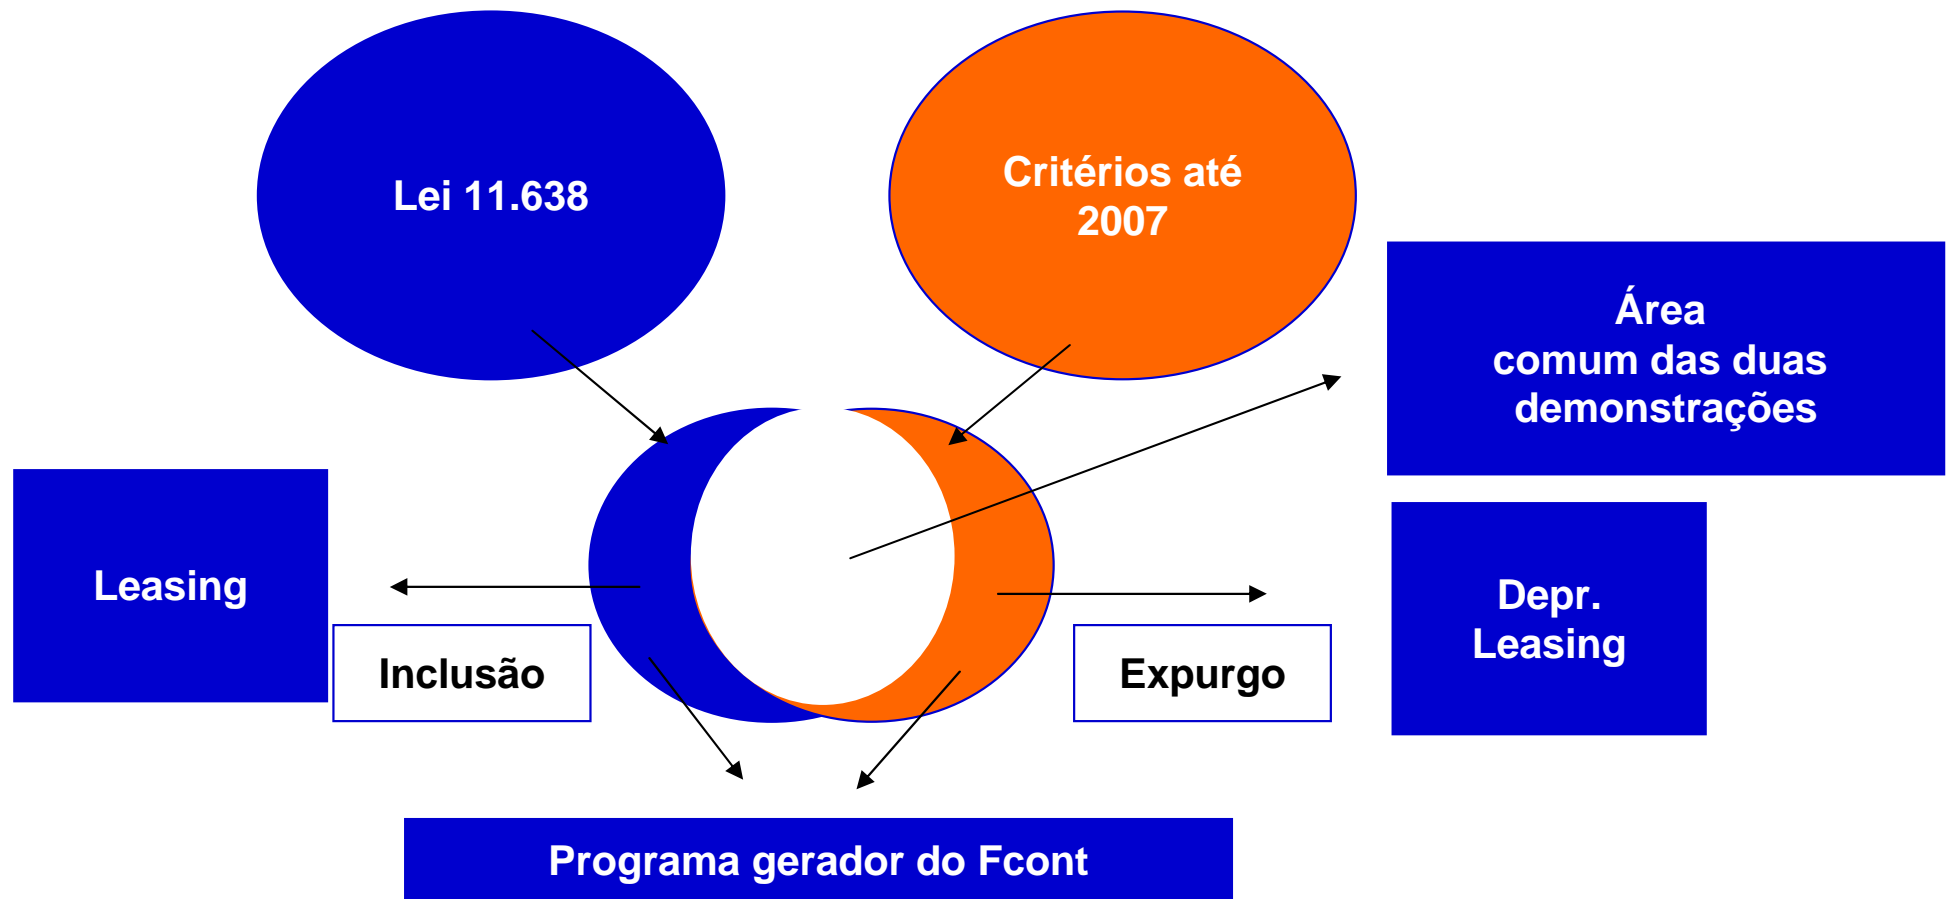 Lei 11.638
Critérios até
2007
Área
comum das duas
demonstrações
Leasing
Inclusão
Expurgo
Depr.
Leasing
Programa gerador do Fcont